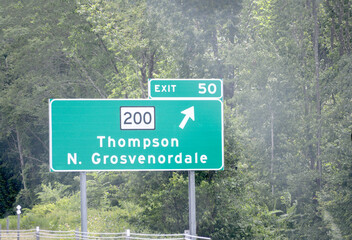 EXIT 50
200
Thompson
N. Grosvenordale